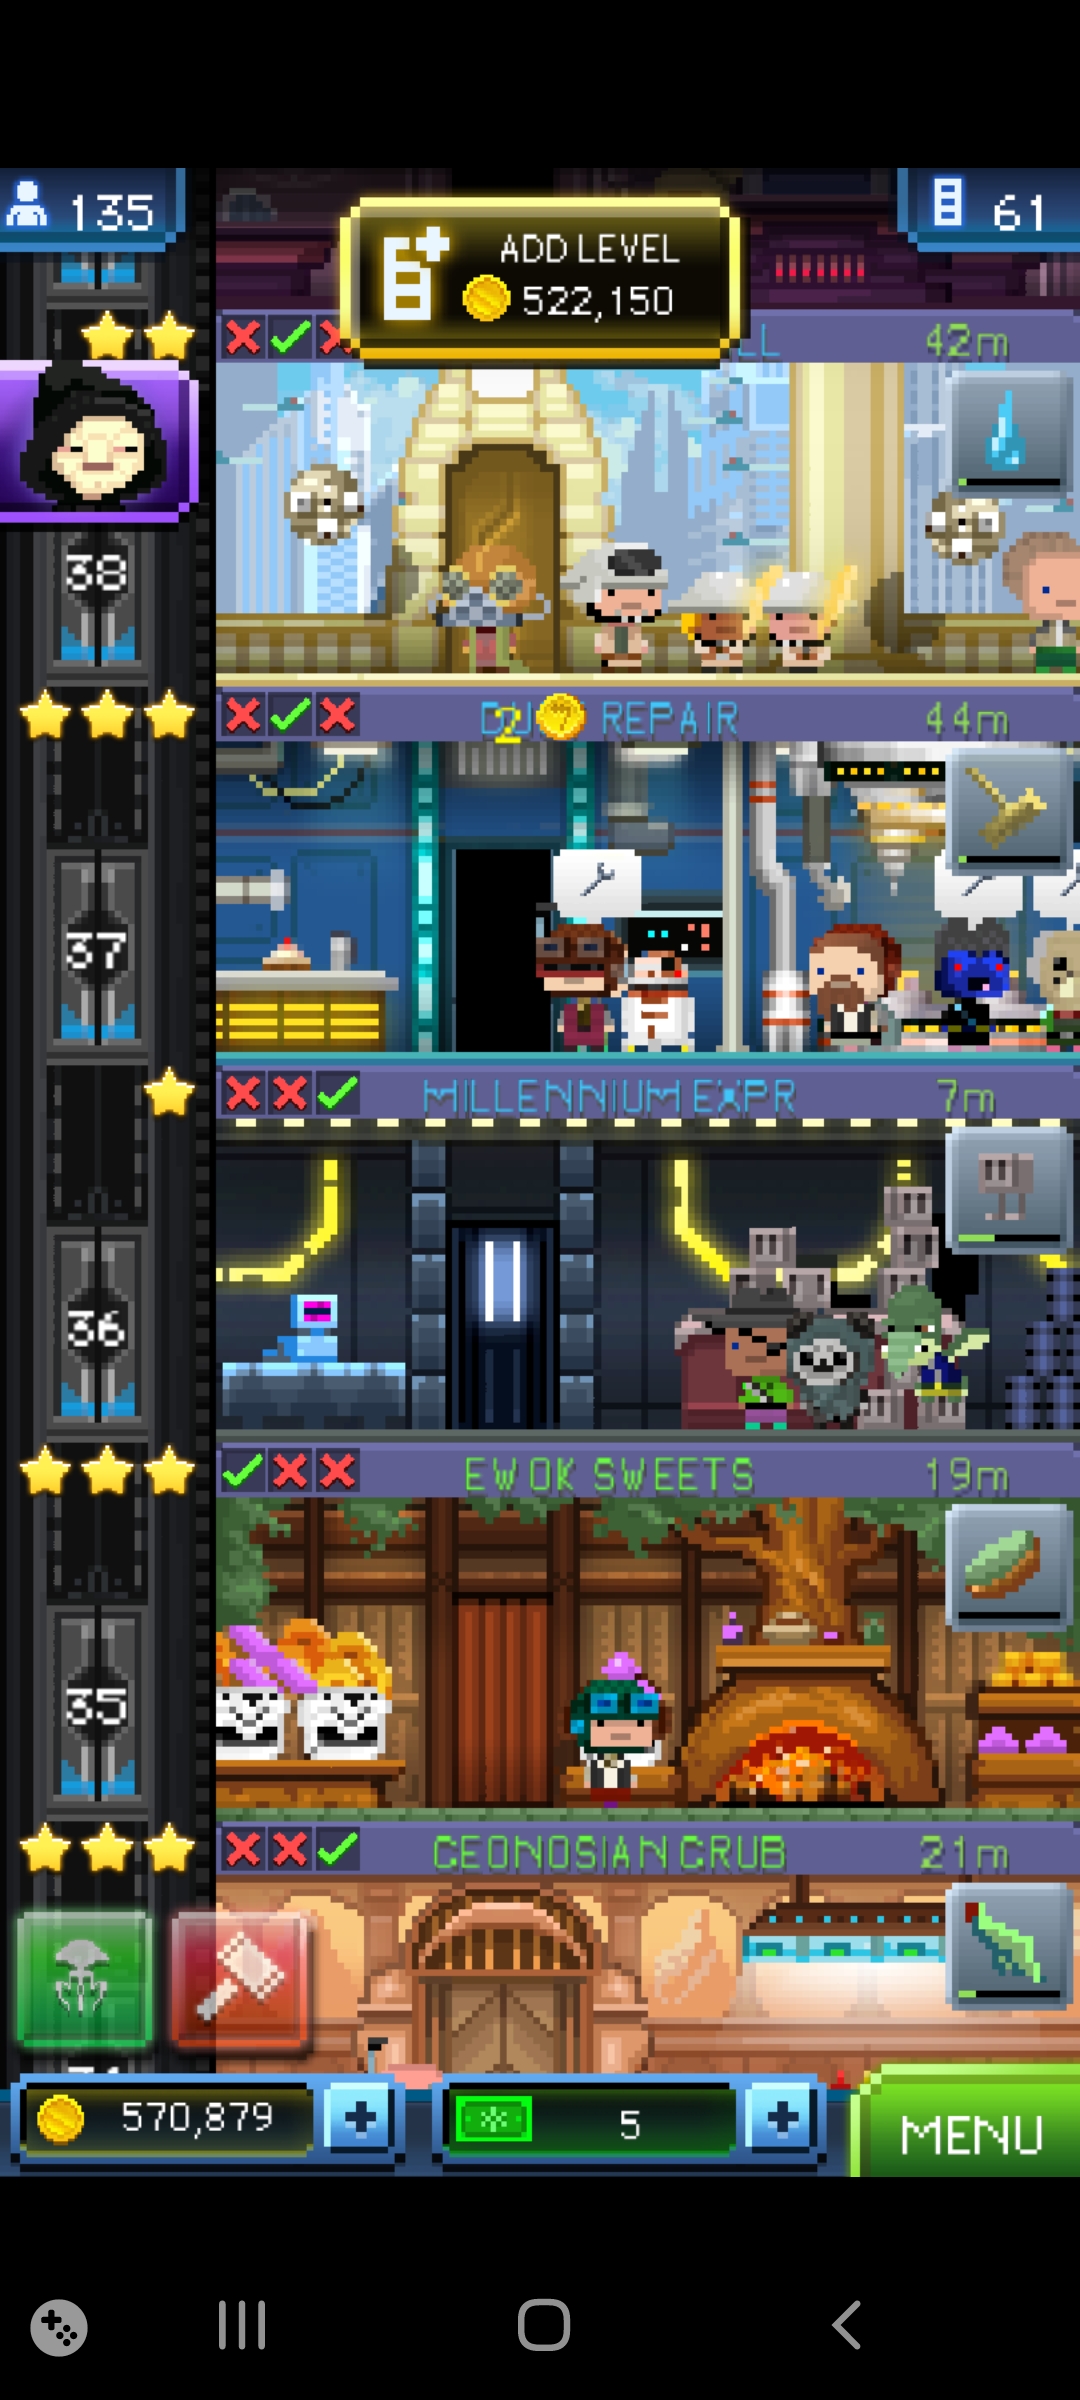 135
ADD LEVEL
522,150
61
LL
42m
38
REPAIR
44m
37
MILLENNIUM EXPR
7m
36
EWOK SWEETS
19m
35
GEONOSIAN GRUB
21m
570,879
5
MENU